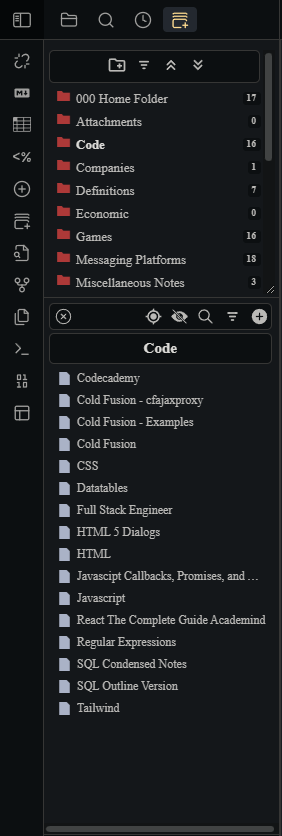 000 Home Folder 17
Attachments 0
Code 16
Companies 1
Definitions 7
Economic 0
Games 16
Messaging Platforms 18
Miscellaneous Notes 3
Code
Codecademy
Cold Fusion - cfajaxproxy
Cold Fusion - Examples
Cold Fusion
CSS
Datatables
Full Stack Engineer
HTML 5 Dialogs
HTML
Javascipt Callbacks, Promises, and ...
Javascript
React The Complete Guide Academind
Regular Expressions
SQL Condensed Notes
SQL Outline Version
Tailwind